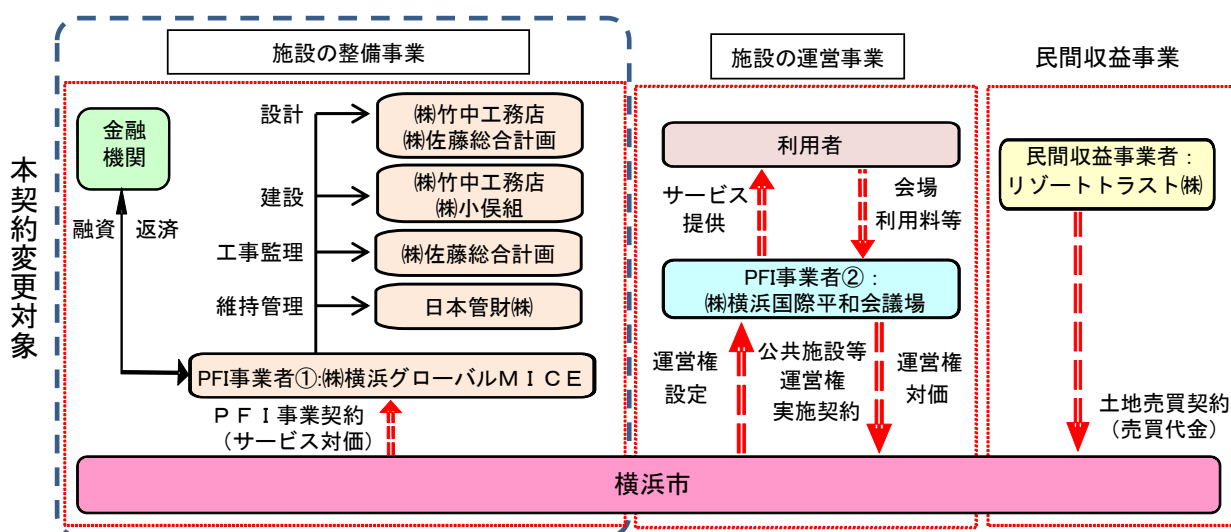 本契約変更対象
施設の整備事業
金融
機関
融資
返済
設計
㈱竹中工務店
㈱佐藤総合計画
建設
㈱竹中工務店
㈱小俣組
工事監理
㈱佐藤総合計画
維持管理
日本管財㈱
PFI事業者①:㈱横浜グローバルＭＩＣＥ
ＰＦＩ事業契約
（サービス対価）
施設の運営事業
利用者
サービス
提供
会場
利用料等
PFI事業者②：
㈱横浜国際平和会議場
運営権
設定
公共施設等
運営権
実施契約
運営権
対価
民間収益事業
民間収益事業者：
リゾートトラスト㈱
土地売買契約
（売買代金）
横浜市